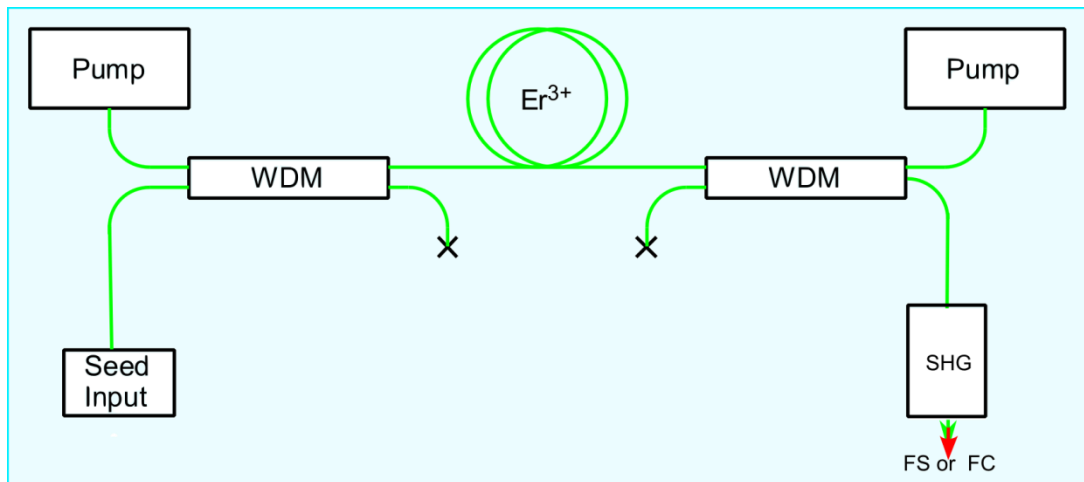 Pump
Pump
Er3+
WDM
WDM
Seed
Input
SHG
FS or FC